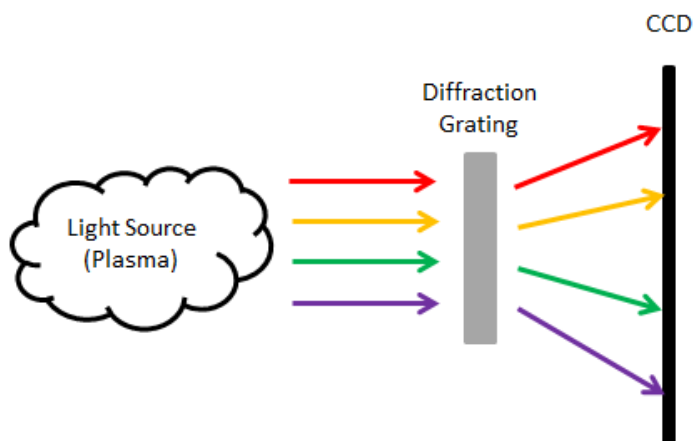 CCD
Diffraction
Grating
Light Source
(Plasma)